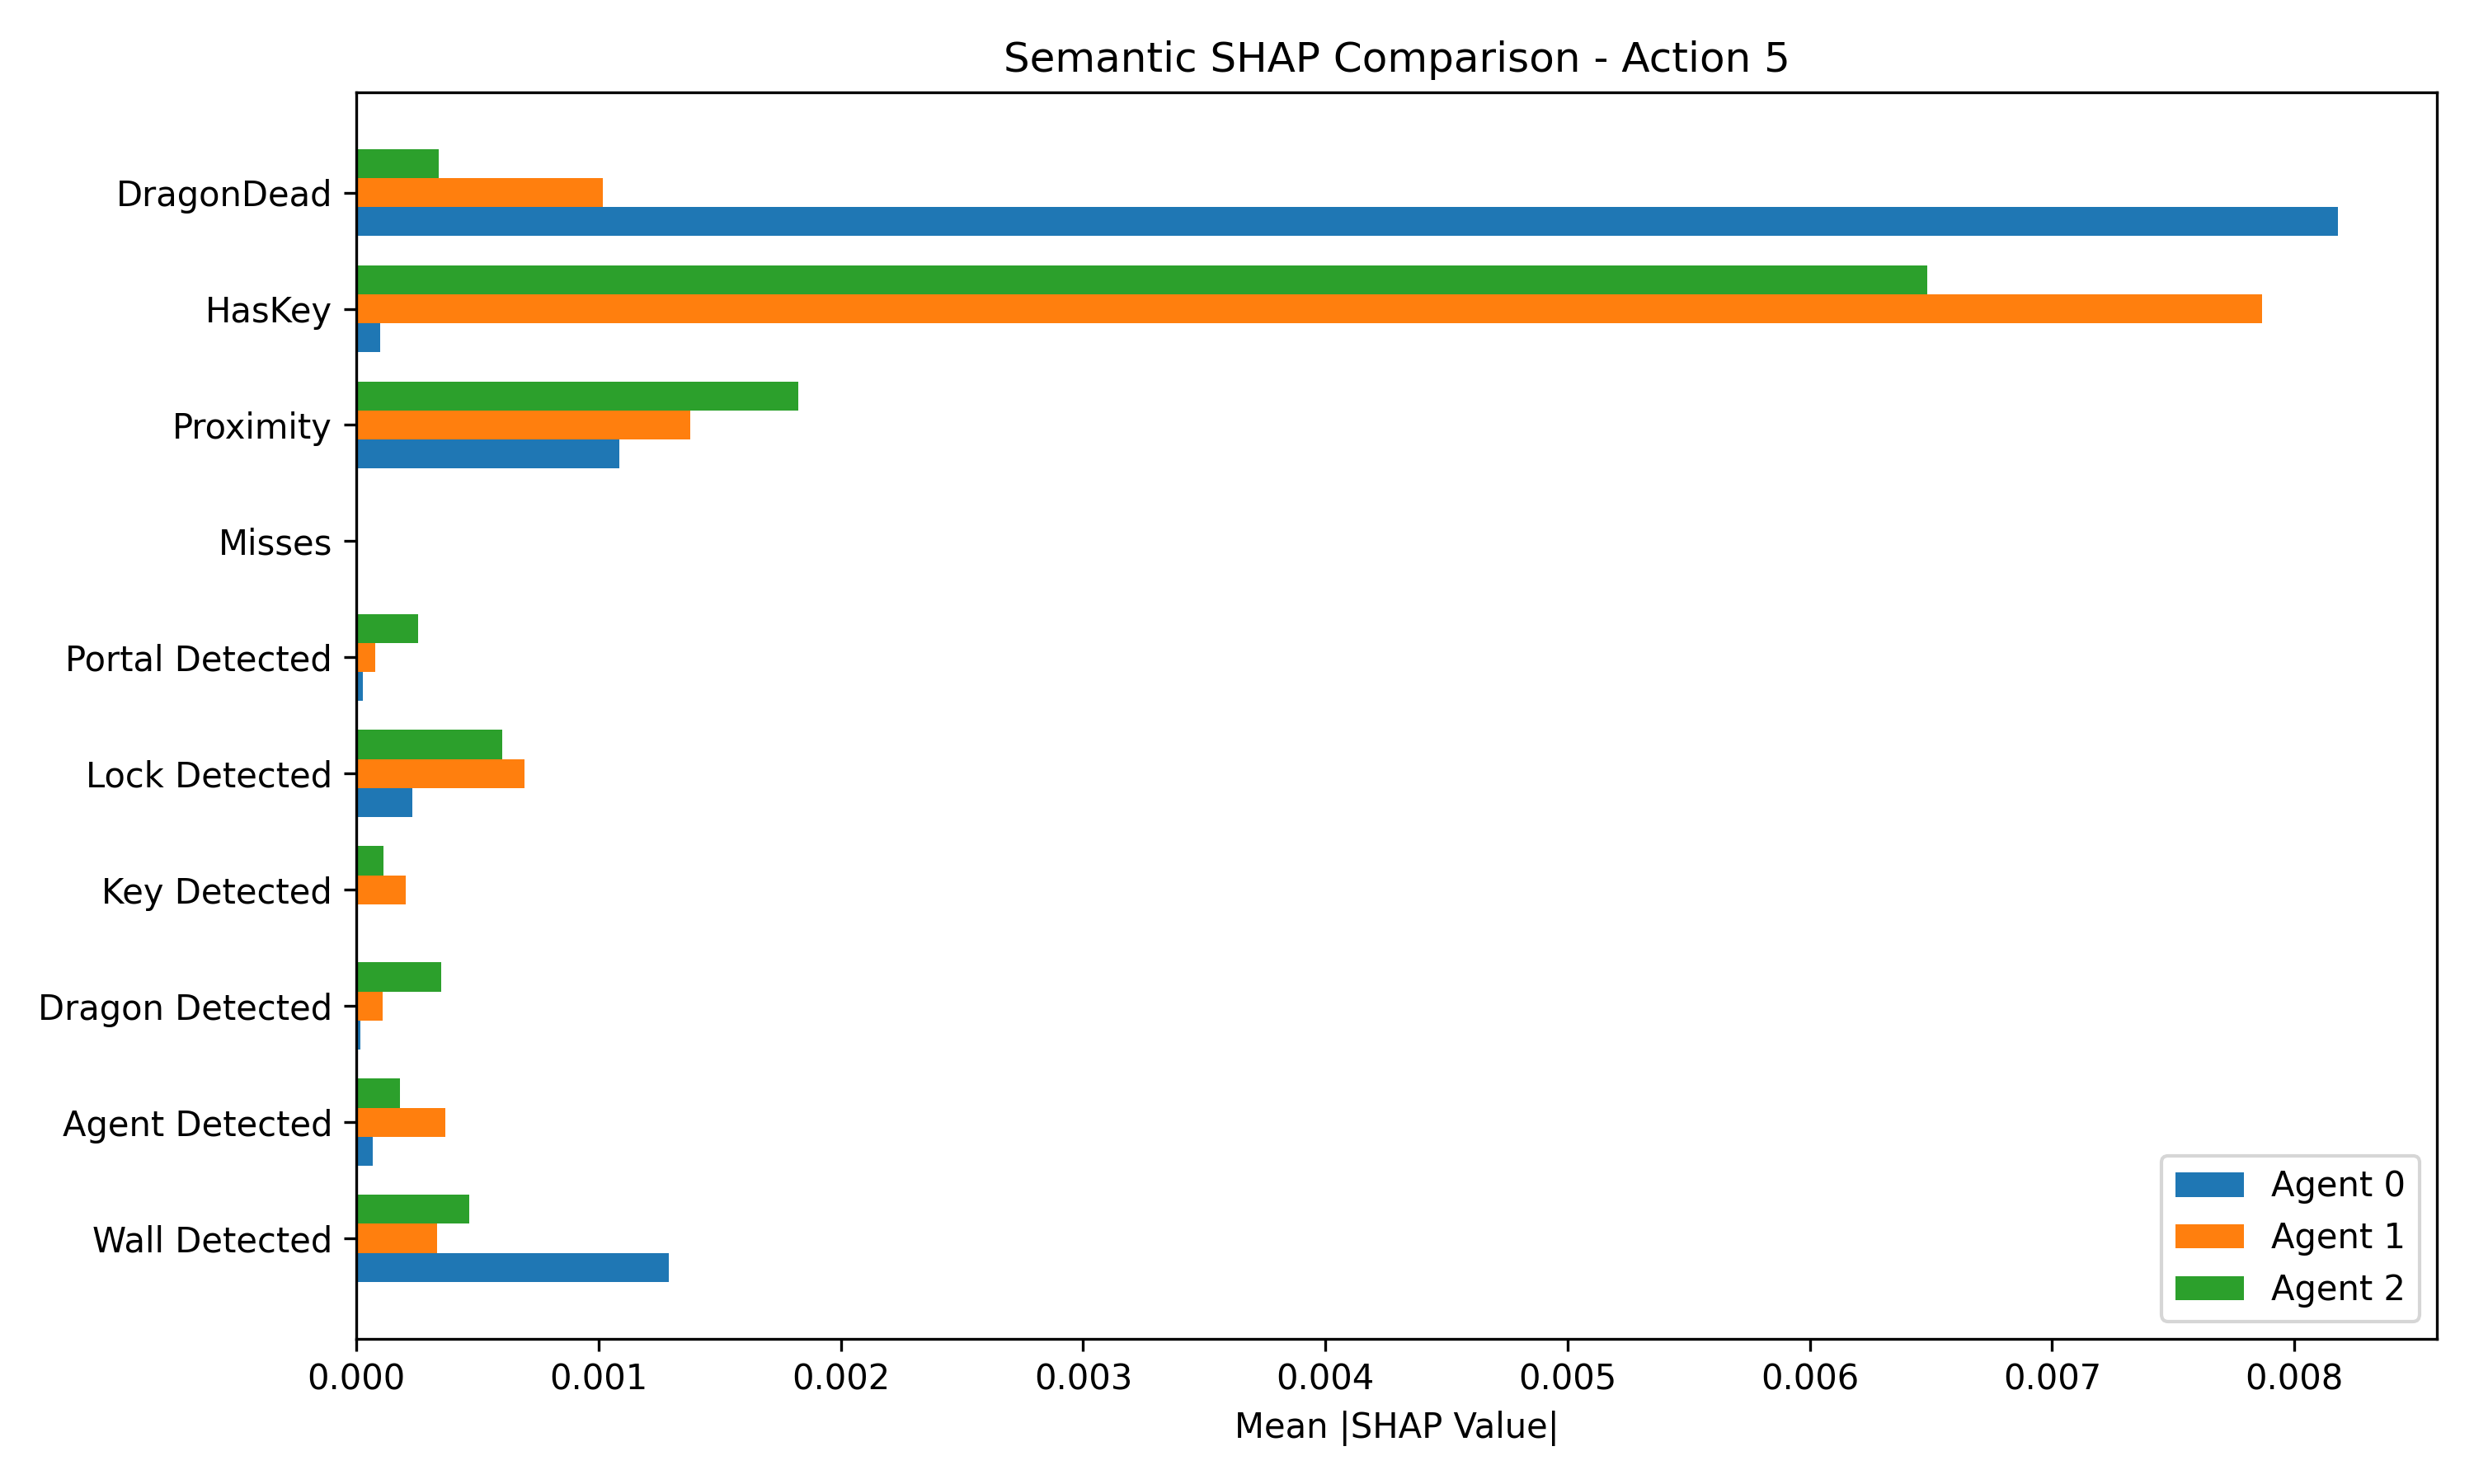 Semantic SHAP Comparison - Action 5
DragonDead
HasKey
Proximity
Misses
Portal Detected
Lock Detected
Key Detected
Dragon Detected
Agent Detected
Wall Detected
Agent 0
Agent 1
Agent 2
0.000 0.001 0.002 0.003 0.004 0.005 0.006 0.007 0.008
Mean |SHAP Value|